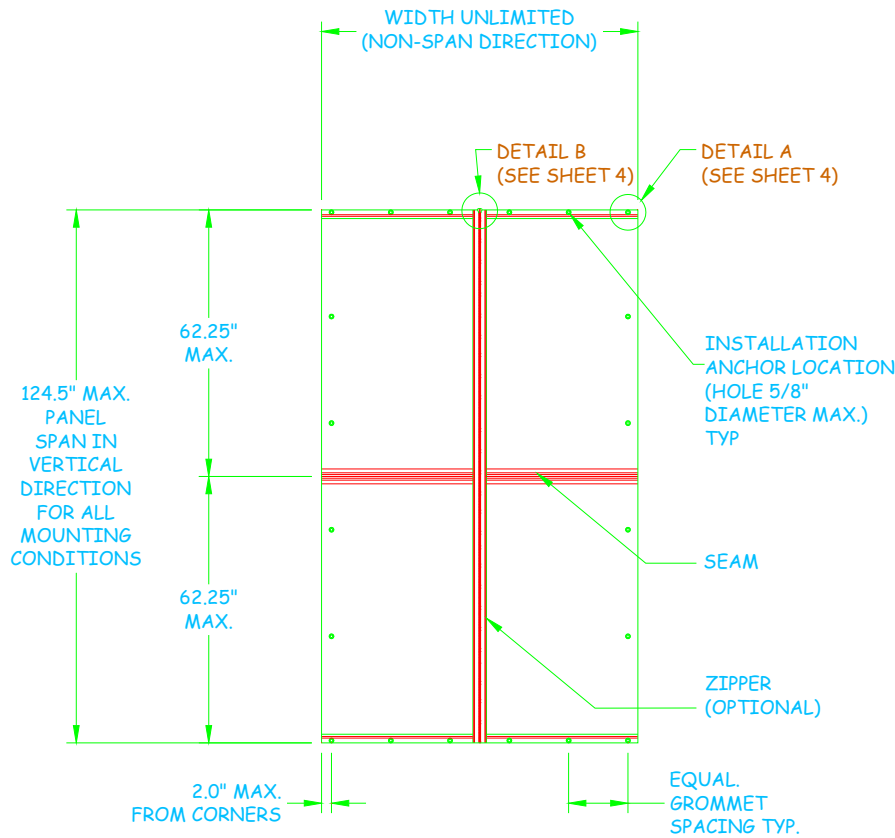 WIDTH UNLIMITED
(NON-SPAN DIRECTION)
DETAIL B
(SEE SHEET 4)
DETAIL A
(SEE SHEET 4)
62.25"
MAX.
124.5" MAX.
PANEL
SPAN IN
VERTICAL
DIRECTION
FOR ALL
MOUNTING
CONDITIONS
INSTALLATION
ANCHOR LOCATION
(HOLE 5/8"
DIAMETER MAX.)
TYP
SEAM
62.25"
MAX.
ZIPPER
(OPTIONAL)
2.0" MAX.
FROM CORNERS
EQUAL.
GROMMET
SPACING TYP.